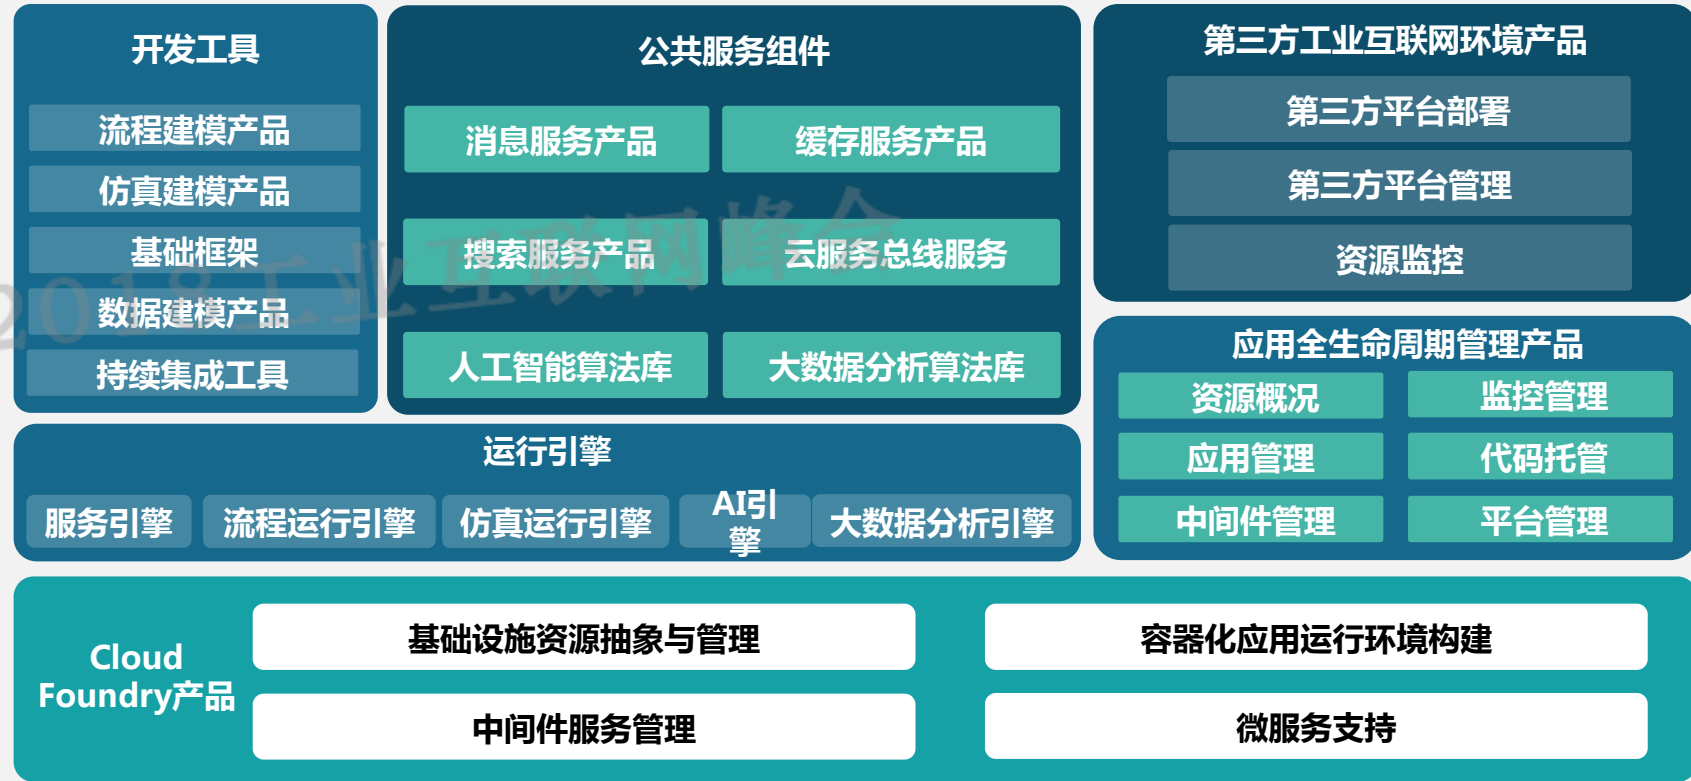 开发工具
流程建模产品
仿真建模产品
基础框架
数据建模产品
持续集成工具
公共服务组件
消息服务产品
缓存服务产品
搜索服务产品
云服务总线服务
人工智能算法库
大数据分析算法库
第三方工业互联网环境产品
第三方平台部署
第三方平台管理
资源监控
应用全生命周期管理产品
资源概况
监控管理
应用管理
代码托管
中间件管理
平台管理
运行引擎
服务引擎
流程运行引擎
仿真运行引擎
AI引
擎
大数据分析引擎
Cloud
Foundry产品
基础设施资源抽象与管理
容器化应用运行环境构建
中间件服务管理
微服务支持
2018工业互联网峰会